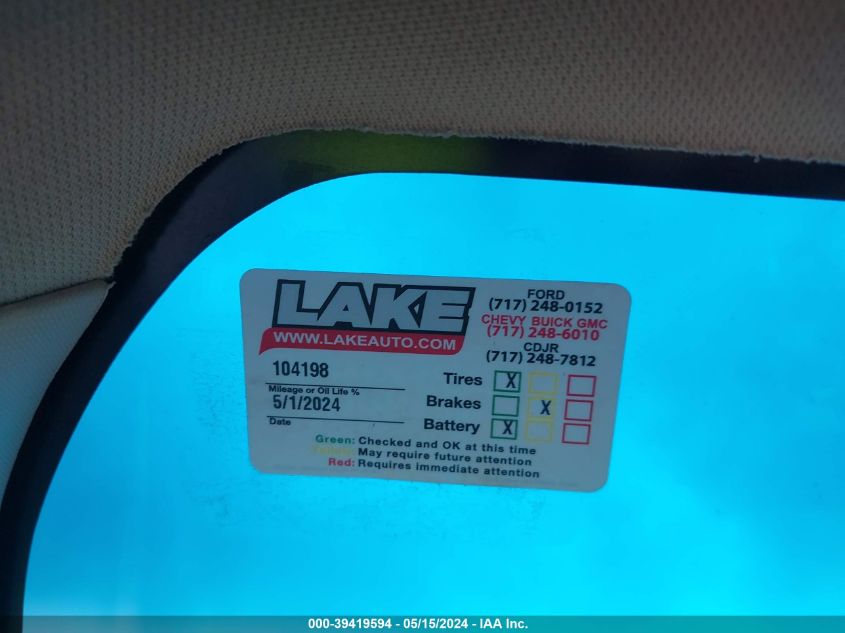 LAKE
WWW.LAKEAUTO.COM
FORD
(717) 248-0152
CHEVY BUICK GMC
(717) 248-6010
CDJR
(717) 248-7812
104198
Mileage or Oil Life %
5/1/2024
Date
Tires X
Brakes X
Battery X
Green: Checked and OK at this time
Yellow: May require future attention
Red: Requires immediate attention
000-39419594 - 05/15/2024 - IAA Inc.